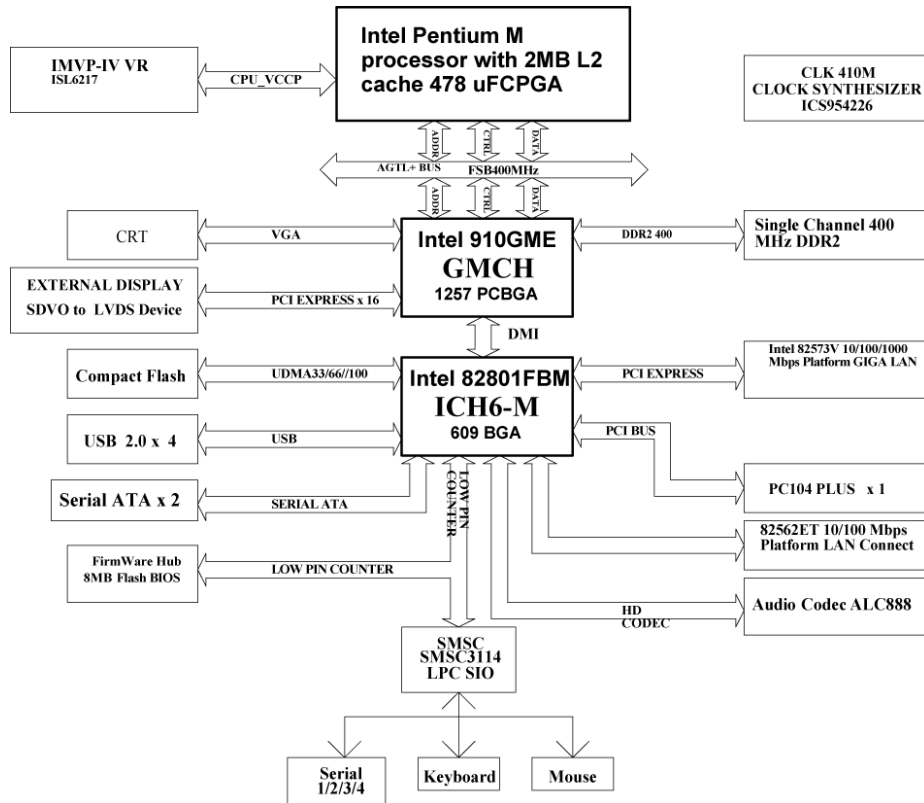 Intel Pentium M
processor with 2MB L2
cache 478 uFCPGA
IMVP-IV VR
ISL6217
CPU_VCCP
CLK 410M
CLOCK SYNTHESIZER
ICS954226
ADDR
CTRL
DATA
AGTL+ BUS
FSB400MHz
ADDR
CTRL
DATA
CRT
VGA
Intel 910GME
GMCH
1257 PCBGA
DDR2 400
Single Channel 400
MHz DDR2
EXTERNAL DISPLAY
SDVO to LVDS Device
PCI EXPRESS x 16
DMI
Compact Flash
UDMA33/66//100
Intel 82801FBM
ICH6-M
609 BGA
PCI EXPRESS
Intel 82573V 10/100/1000
Mbps Platform GIGA LAN
USB 2.0 x 4
USB
PCI BUS
Serial ATA x 2
SERIAL ATA
LOW PIN
COUNTER
PC104 PLUS x 1
82562ET 10/100 Mbps
Platform LAN Connect
FirmWare Hub
8MB Flash BIOS
LOW PIN COUNTER
HD
CODEC
Audio Codec ALC888
SMSC
SMSC3114
LPC SIO
Serial
1/2/3/4
Keyboard
Mouse